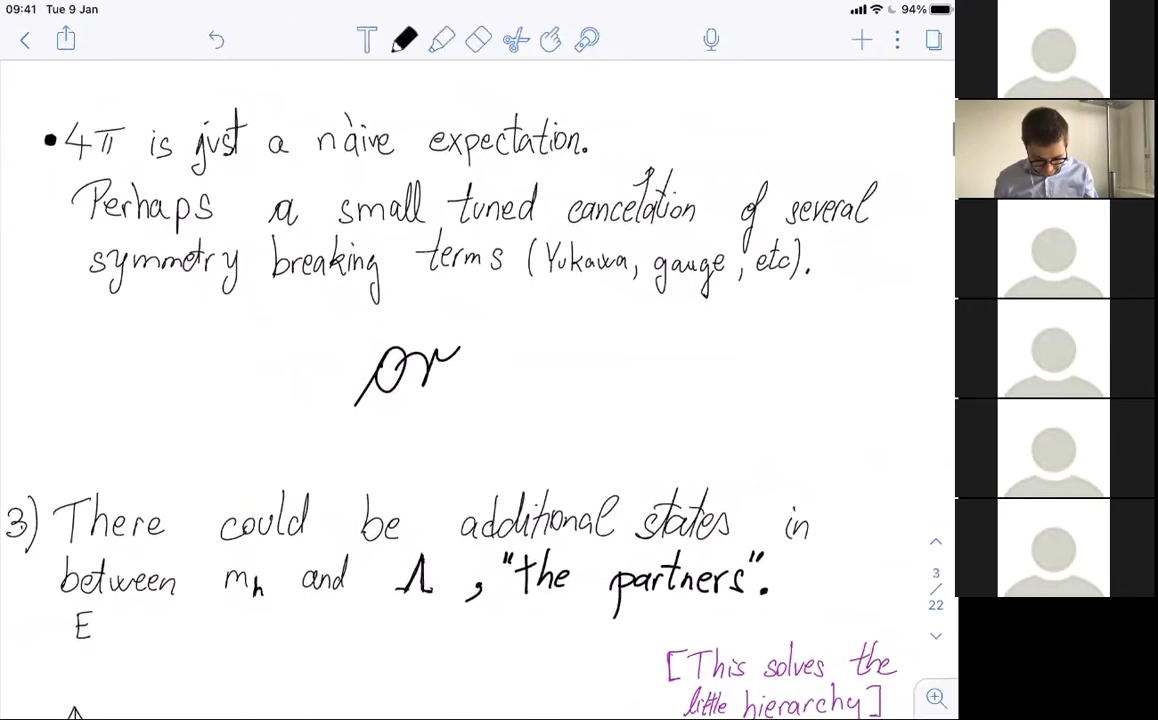 09:41 Tue 9 Jan
94%
• 4π is just a nàive expectation.
Perhaps a small tuned cancelation of several
symmetry breaking terms (Yukawa, gauge, etc).
or
3) There could be additional states in
between mₕ and Λ, "the partners".
E
[This solves the
little hierarchy]
3
/
22